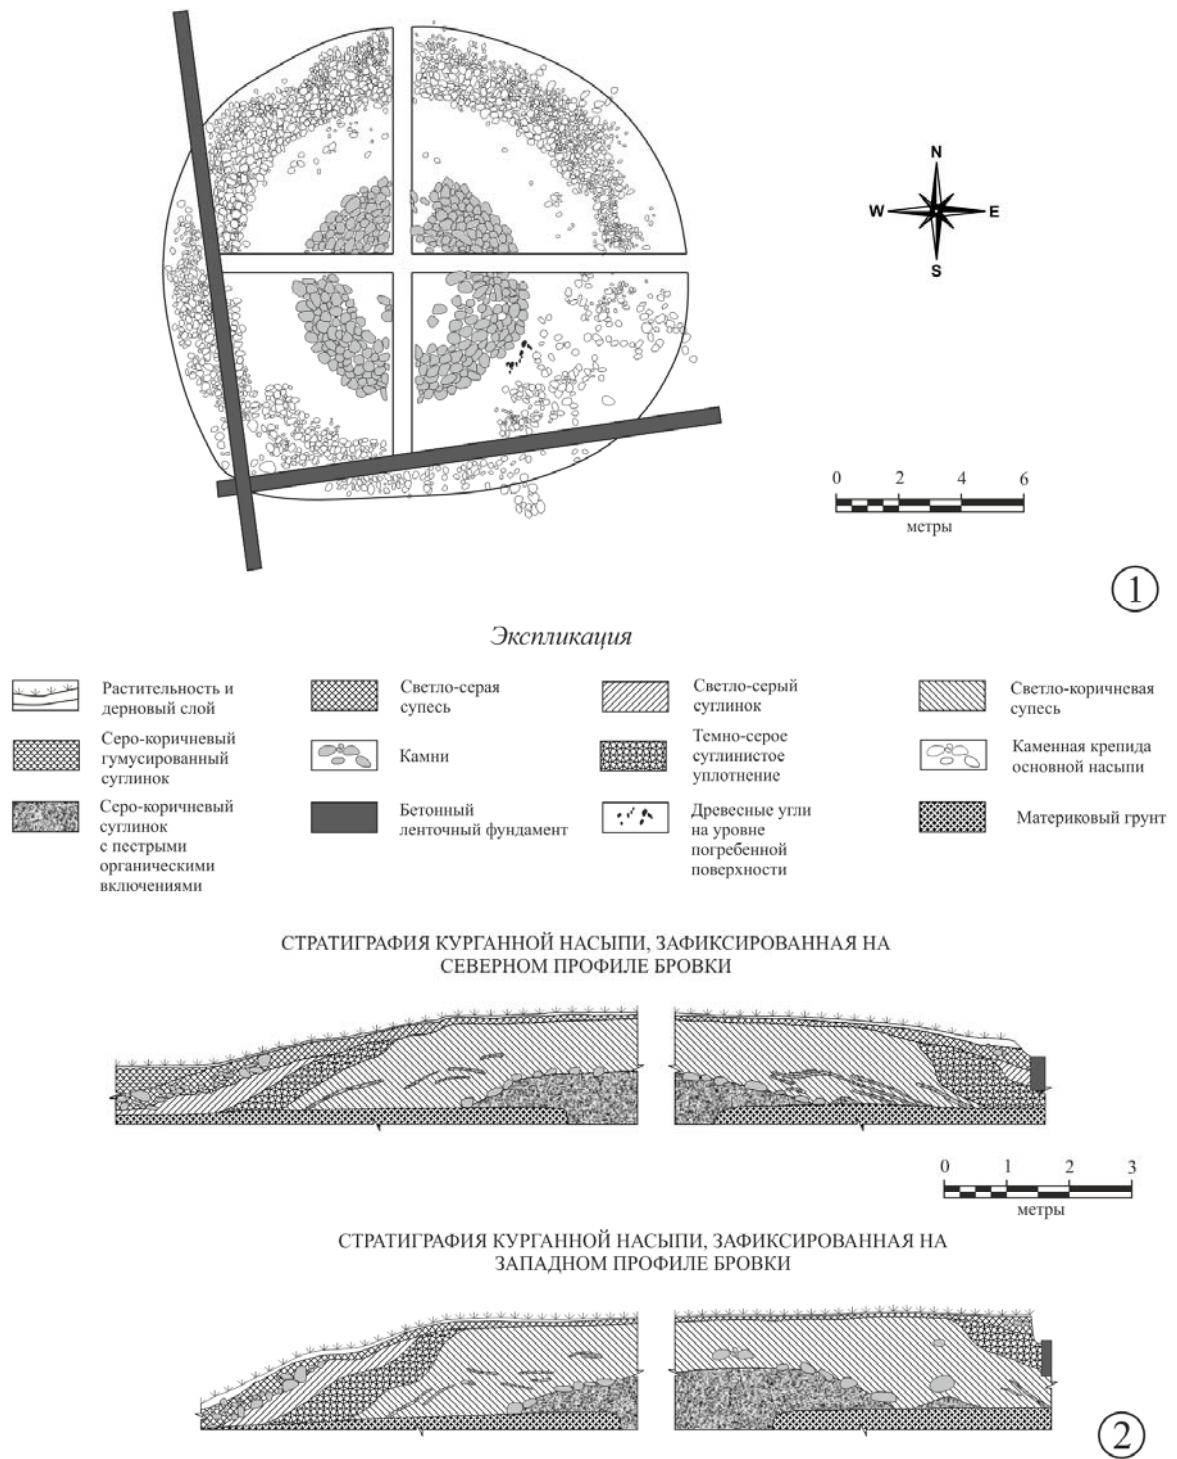 N
W E
S
0 2 4 6
метры
1
Экспликация
Растительность и
дерновый слой
Светло-серая
супесь
Светло-серый
суглинок
Светло-коричневая
супесь
Серо-коричневый
гумусированный
суглинок
Камни
Темно-серое
суглинистое
уплотнение
Каменная крепида
основной насыпи
Серо-коричневый
суглинок
с пестрыми
органическими
включениями
Бетонный
ленточный фундамент
Древесные угли
на уровне
погребенной
поверхности
Материковый грунт
СТРАТИГРАФИЯ КУРГАННОЙ НАСЫПИ, ЗАФИКСИРОВАННАЯ НА
СЕВЕРНОМ ПРОФИЛЕ БРОВКИ
0 1 2 3
метры
СТРАТИГРАФИЯ КУРГАННОЙ НАСЫПИ, ЗАФИКСИРОВАННАЯ НА
ЗАПАДНОМ ПРОФИЛЕ БРОВКИ
2